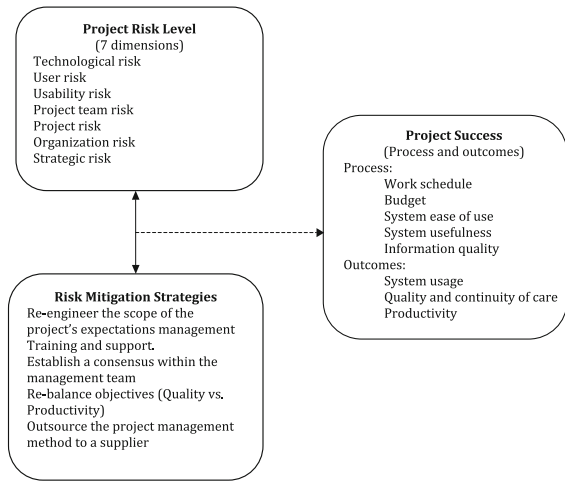 Project Risk Level
(7 dimensions)
Technological risk
User risk
Usability risk
Project team risk
Project risk
Organization risk
Strategic risk
Project Success
(Process and outcomes)
Process:
Work schedule
Budget
System ease of use
System usefulness
Information quality
Outcomes:
System usage
Quality and continuity of care
Productivity
Risk Mitigation Strategies
Re-engineer the scope of the
project's expectations management
Training and support.
Establish a consensus within the
management team
Re-balance objectives (Quality vs.
Productivity)
Outsource the project management
method to a supplier